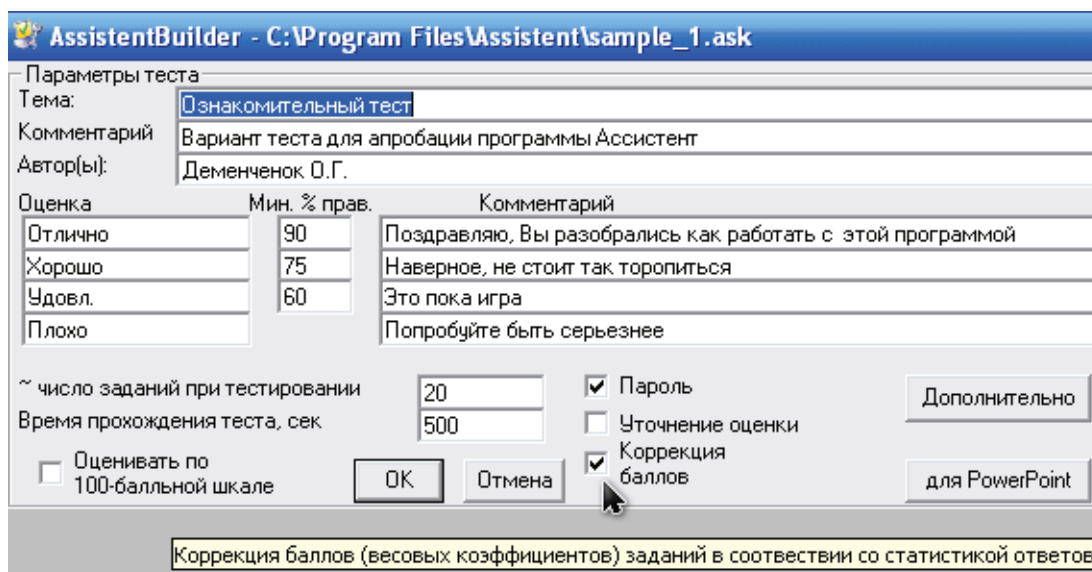 AssistentBuilder - C:\Program Files\Assistent\sample_1.ask
Параметры теста
Тема: Ознакомительный тест
Комментарий Вариант теста для апробации программы Ассистент
Автор(ы): Деменченок О.Г.
Оценка Мин. % прав. Комментарий
Отлично 90 Поздравляю, Вы разобрались как работать с этой программой
Хорошо 75 Наверное, не стоит так торопиться
Удовл. 60 Это пока игра
Плохо Попробуйте быть серьезнее
~ число заданий при тестировании 20 Пароль Дополнительно
Время прохождения теста, сек 500 Уточнение оценки
Оценивать по
100-балльной шкале OK Отмена Коррекция
баллов для PowerPoint
Коррекция баллов (весовых коэффициентов) заданий в соотвествии со статистикой ответов